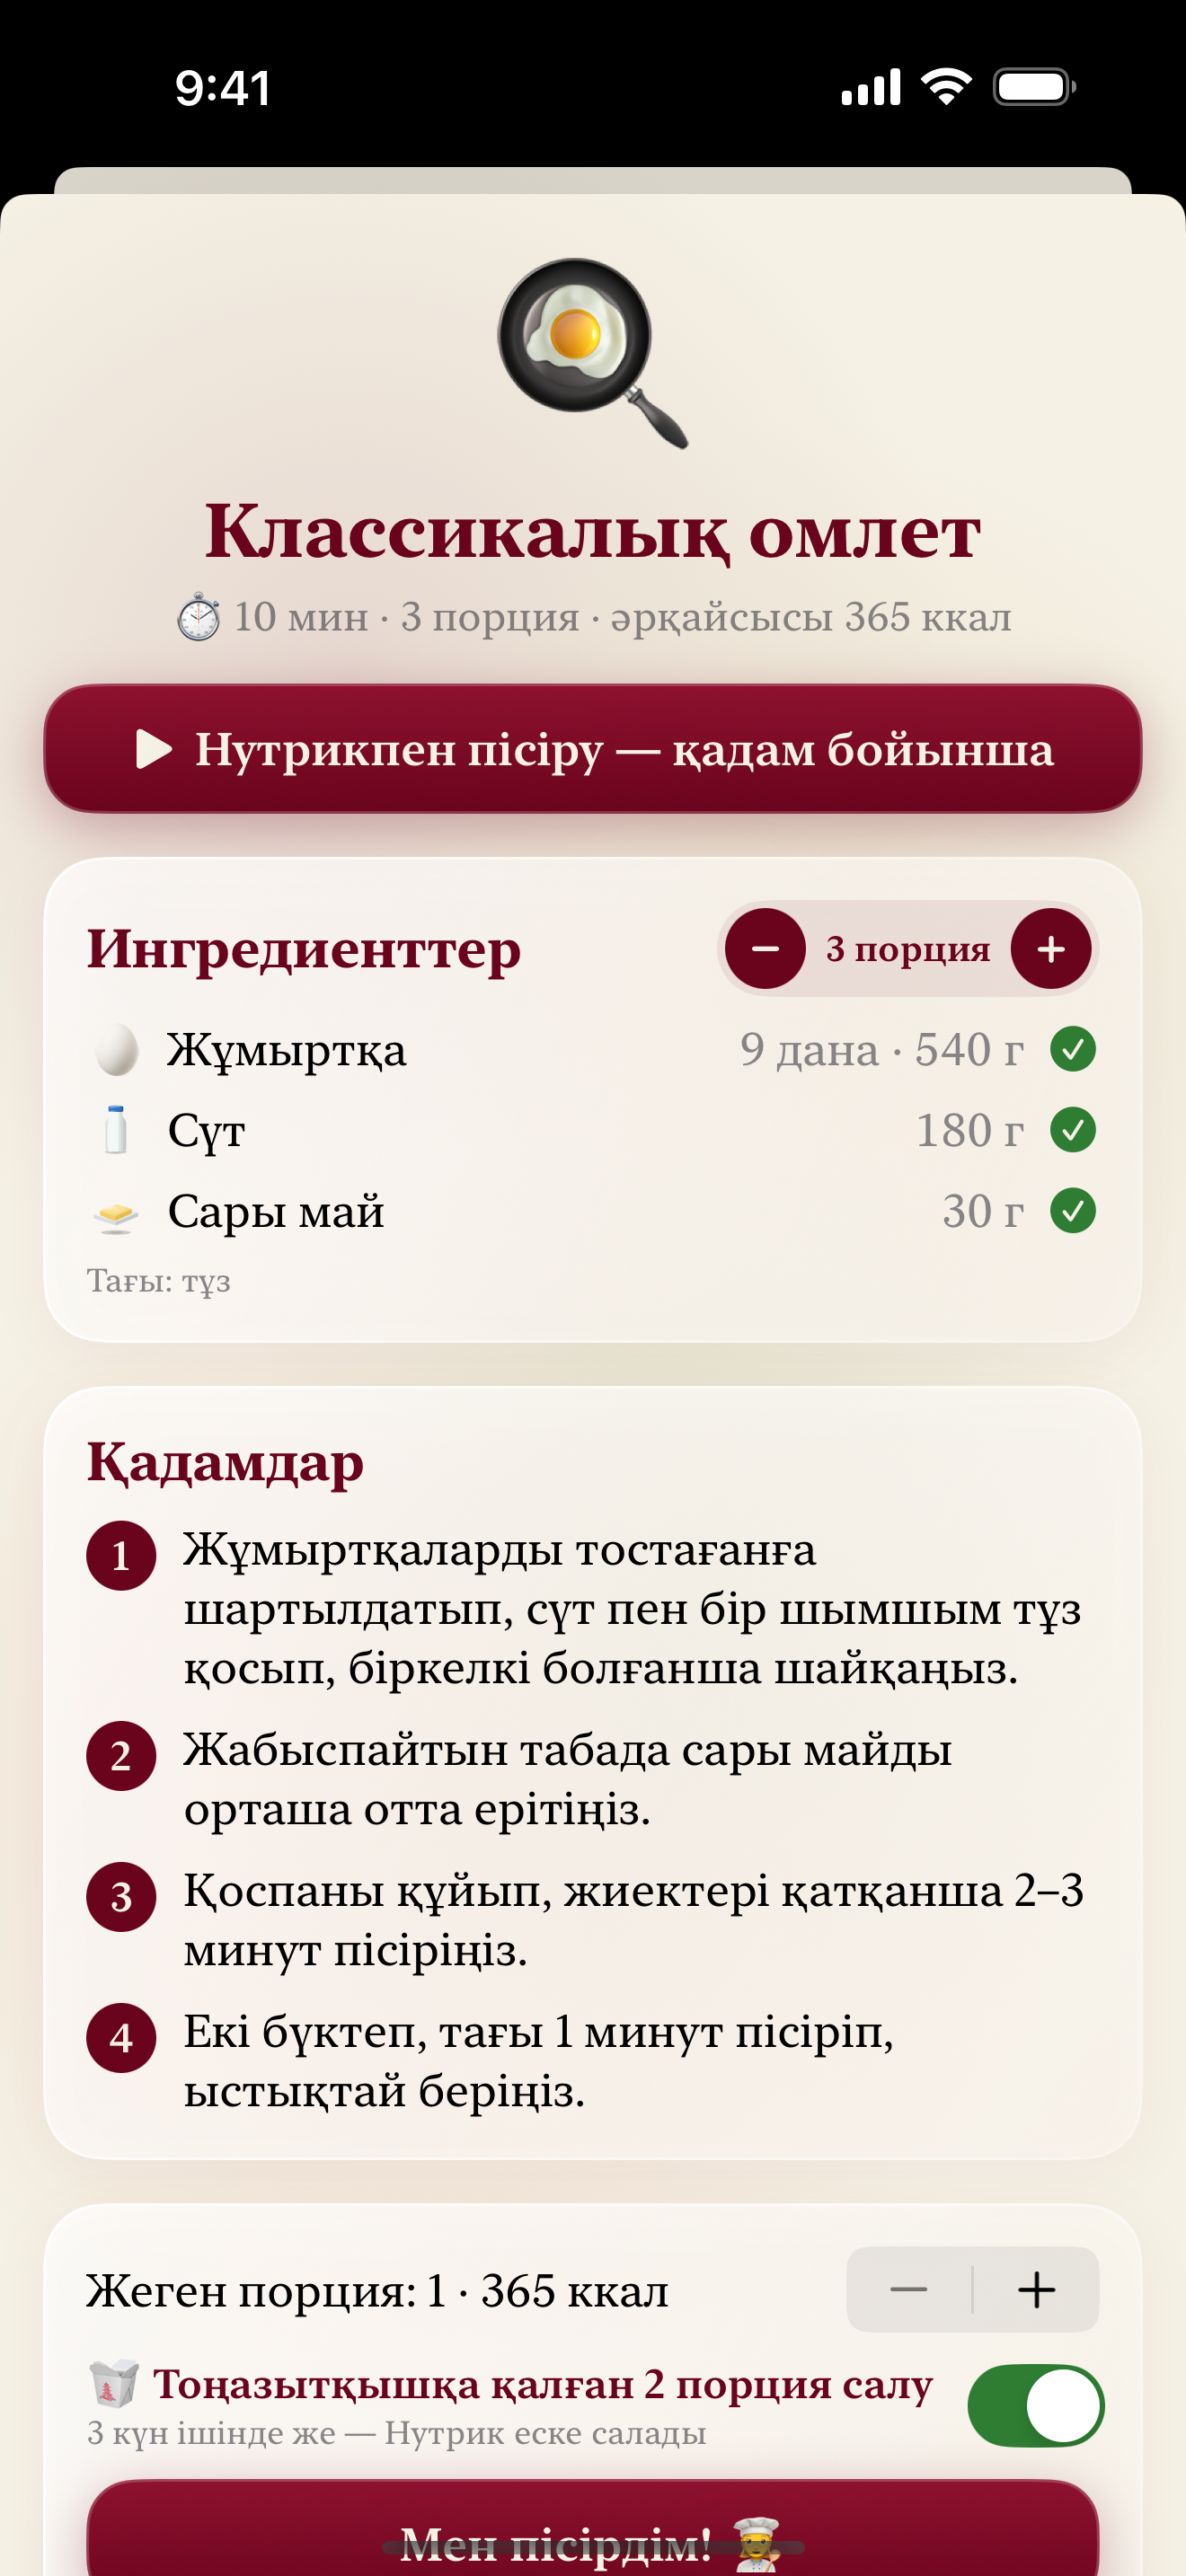 9:41
Классикалық омлет
10 мин · 3 порция · әрқайсысы 365 ккал
Нутрикпен пісіру — қадам бойынша
Ингредиенттер
3 порция
Жұмыртқа 9 дана · 540 г
Сүт 180 г
Сары май 30 г
Тағы: тұз
Қадамдар
1 Жұмыртқаларды тостағанға
шартылдатып, сүт пен бір шымшым тұз
қосып, біркелкі болғанша шайқаңыз.
2 Жабыспайтын табада сары майды
орташа отта ерітіңіз.
3 Қоспаны құйып, жиектері қатқанша 2–3
минут пісіріңіз.
4 Екі бүктеп, тағы 1 минут пісіріп,
ыстықтай беріңіз.
Жеген порция: 1 · 365 ккал
Тоңазытқышқа қалған 2 порция салу
3 күн ішінде же — Нутрик еске салады
Мен пісірдім!